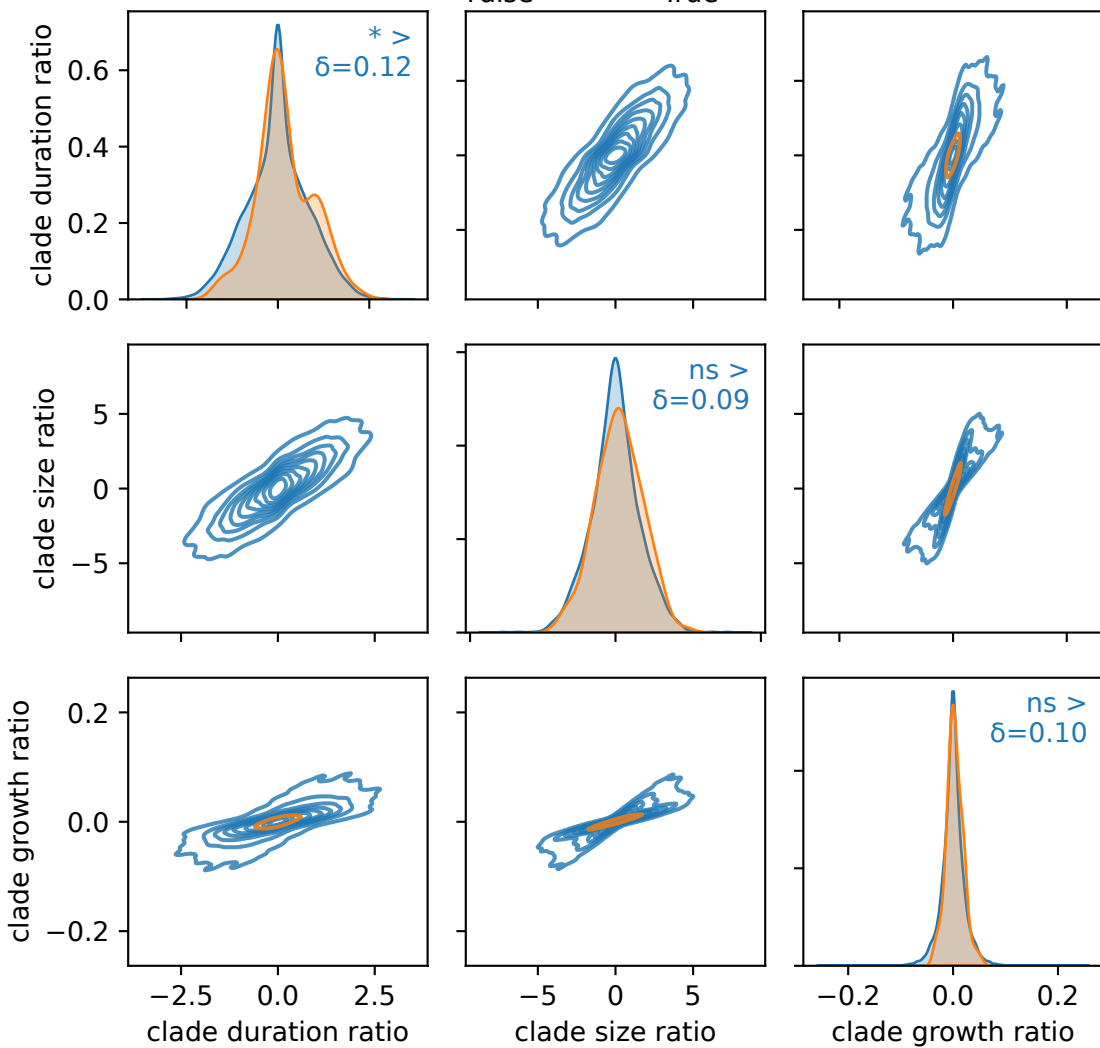 clade duration ratio
0.6
0.4
0.2
0.0
* >
δ=0.12
clade size ratio
5
0
−5
ns >
δ=0.09
clade growth ratio
0.2
0.0
−0.2
ns >
δ=0.10
−2.5 0.0 2.5
−5 0 5
−0.2 0.0 0.2
clade duration ratio
clade size ratio
clade growth ratio